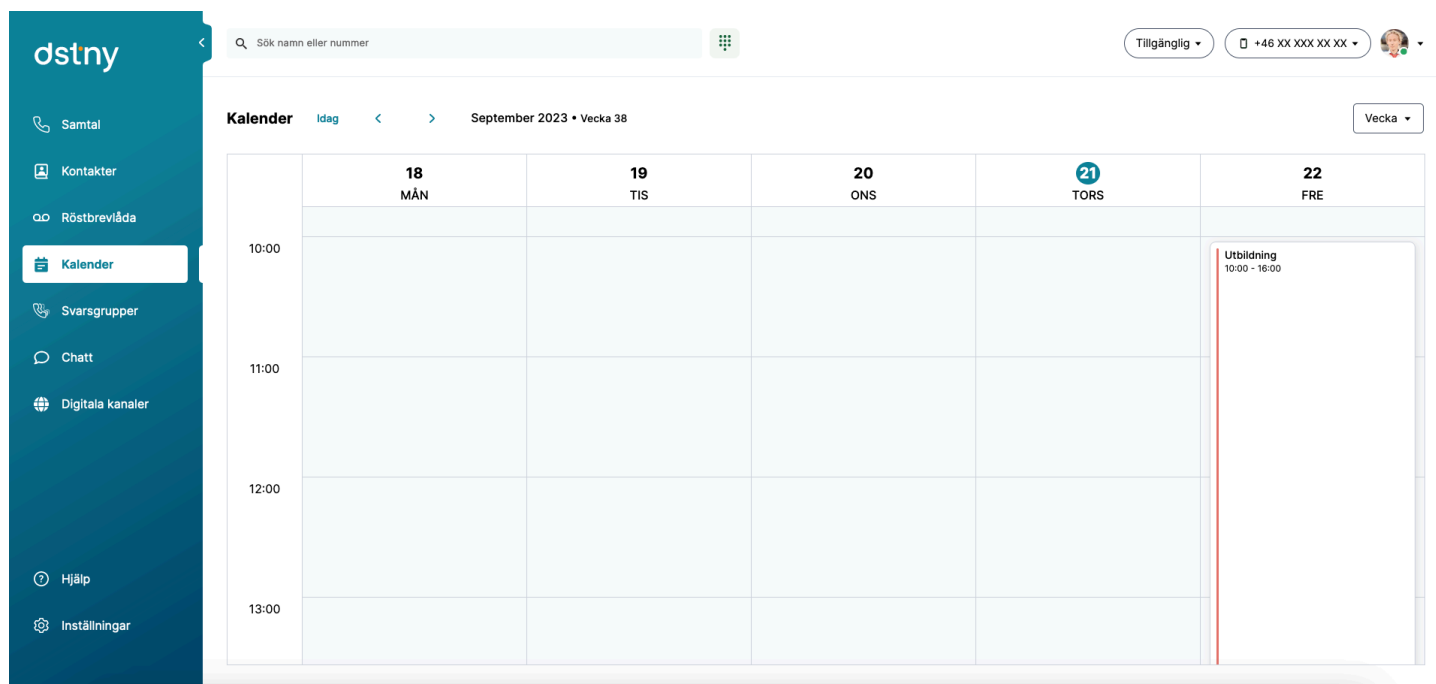 dstny
Sök namn eller nummer
Tillgänglig
+46 XX XXX XX XX
Samtal
Kontakter
Röstbrevlåda
Kalender
Svarsgrupper
Chatt
Digitala kanaler
Hjälp
Inställningar
Kalender Idag September 2023 • Vecka 38
Vecka
18 19 20 21 22
MÅN TIS ONS TORS FRE
10:00
Utbildning
10:00 - 16:00
11:00
12:00
13:00